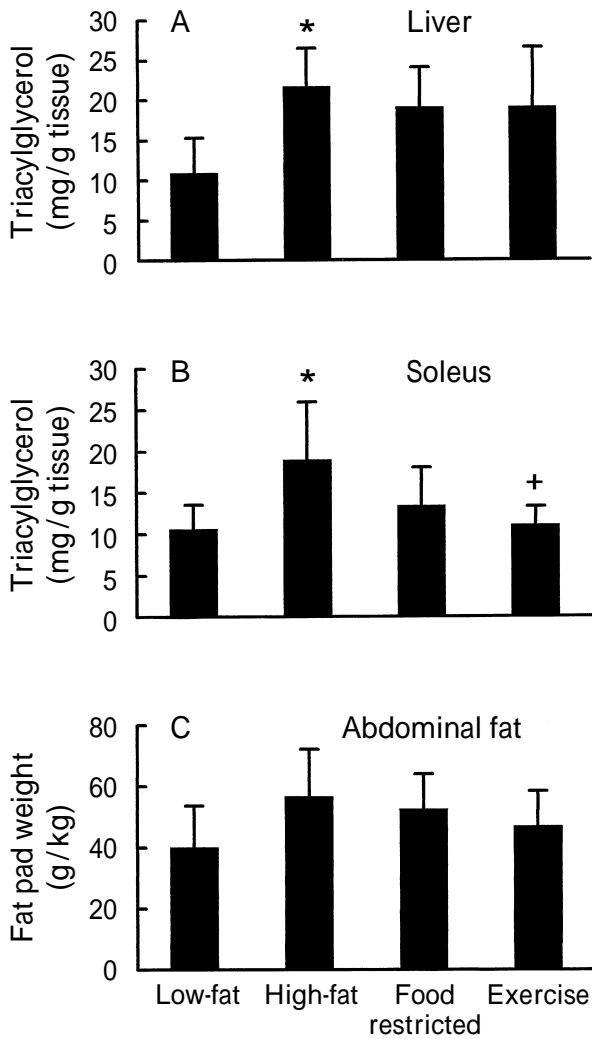 A
*
Liver
Triacylglycerol
(mg/g tissue)
30
25
20
15
10
5
0
B
*
Soleus
+
Triacylglycerol
(mg/g tissue)
30
25
20
15
10
5
0
C
Abdominal fat
Fat pad weight
(g/kg)
80
60
40
20
0
Low-fat
High-fat
Food
restricted
Exercise